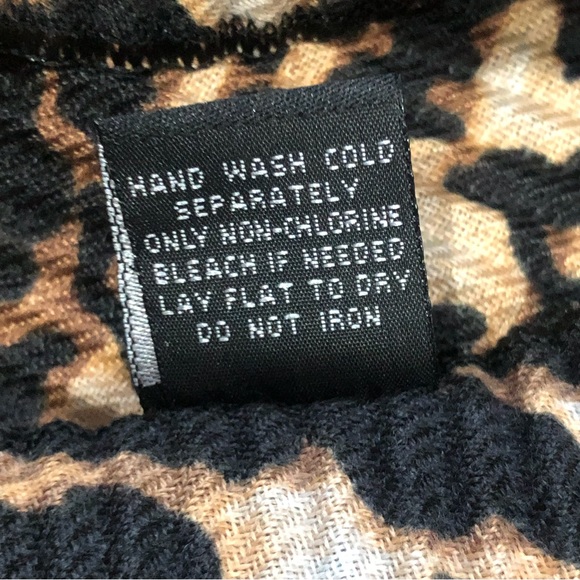 HAND WASH COLD
SEPARATELY
ONLY NON-CHLORINE
BLEACH IF NEEDED
LAY FLAT TO DRY
DO NOT IRON